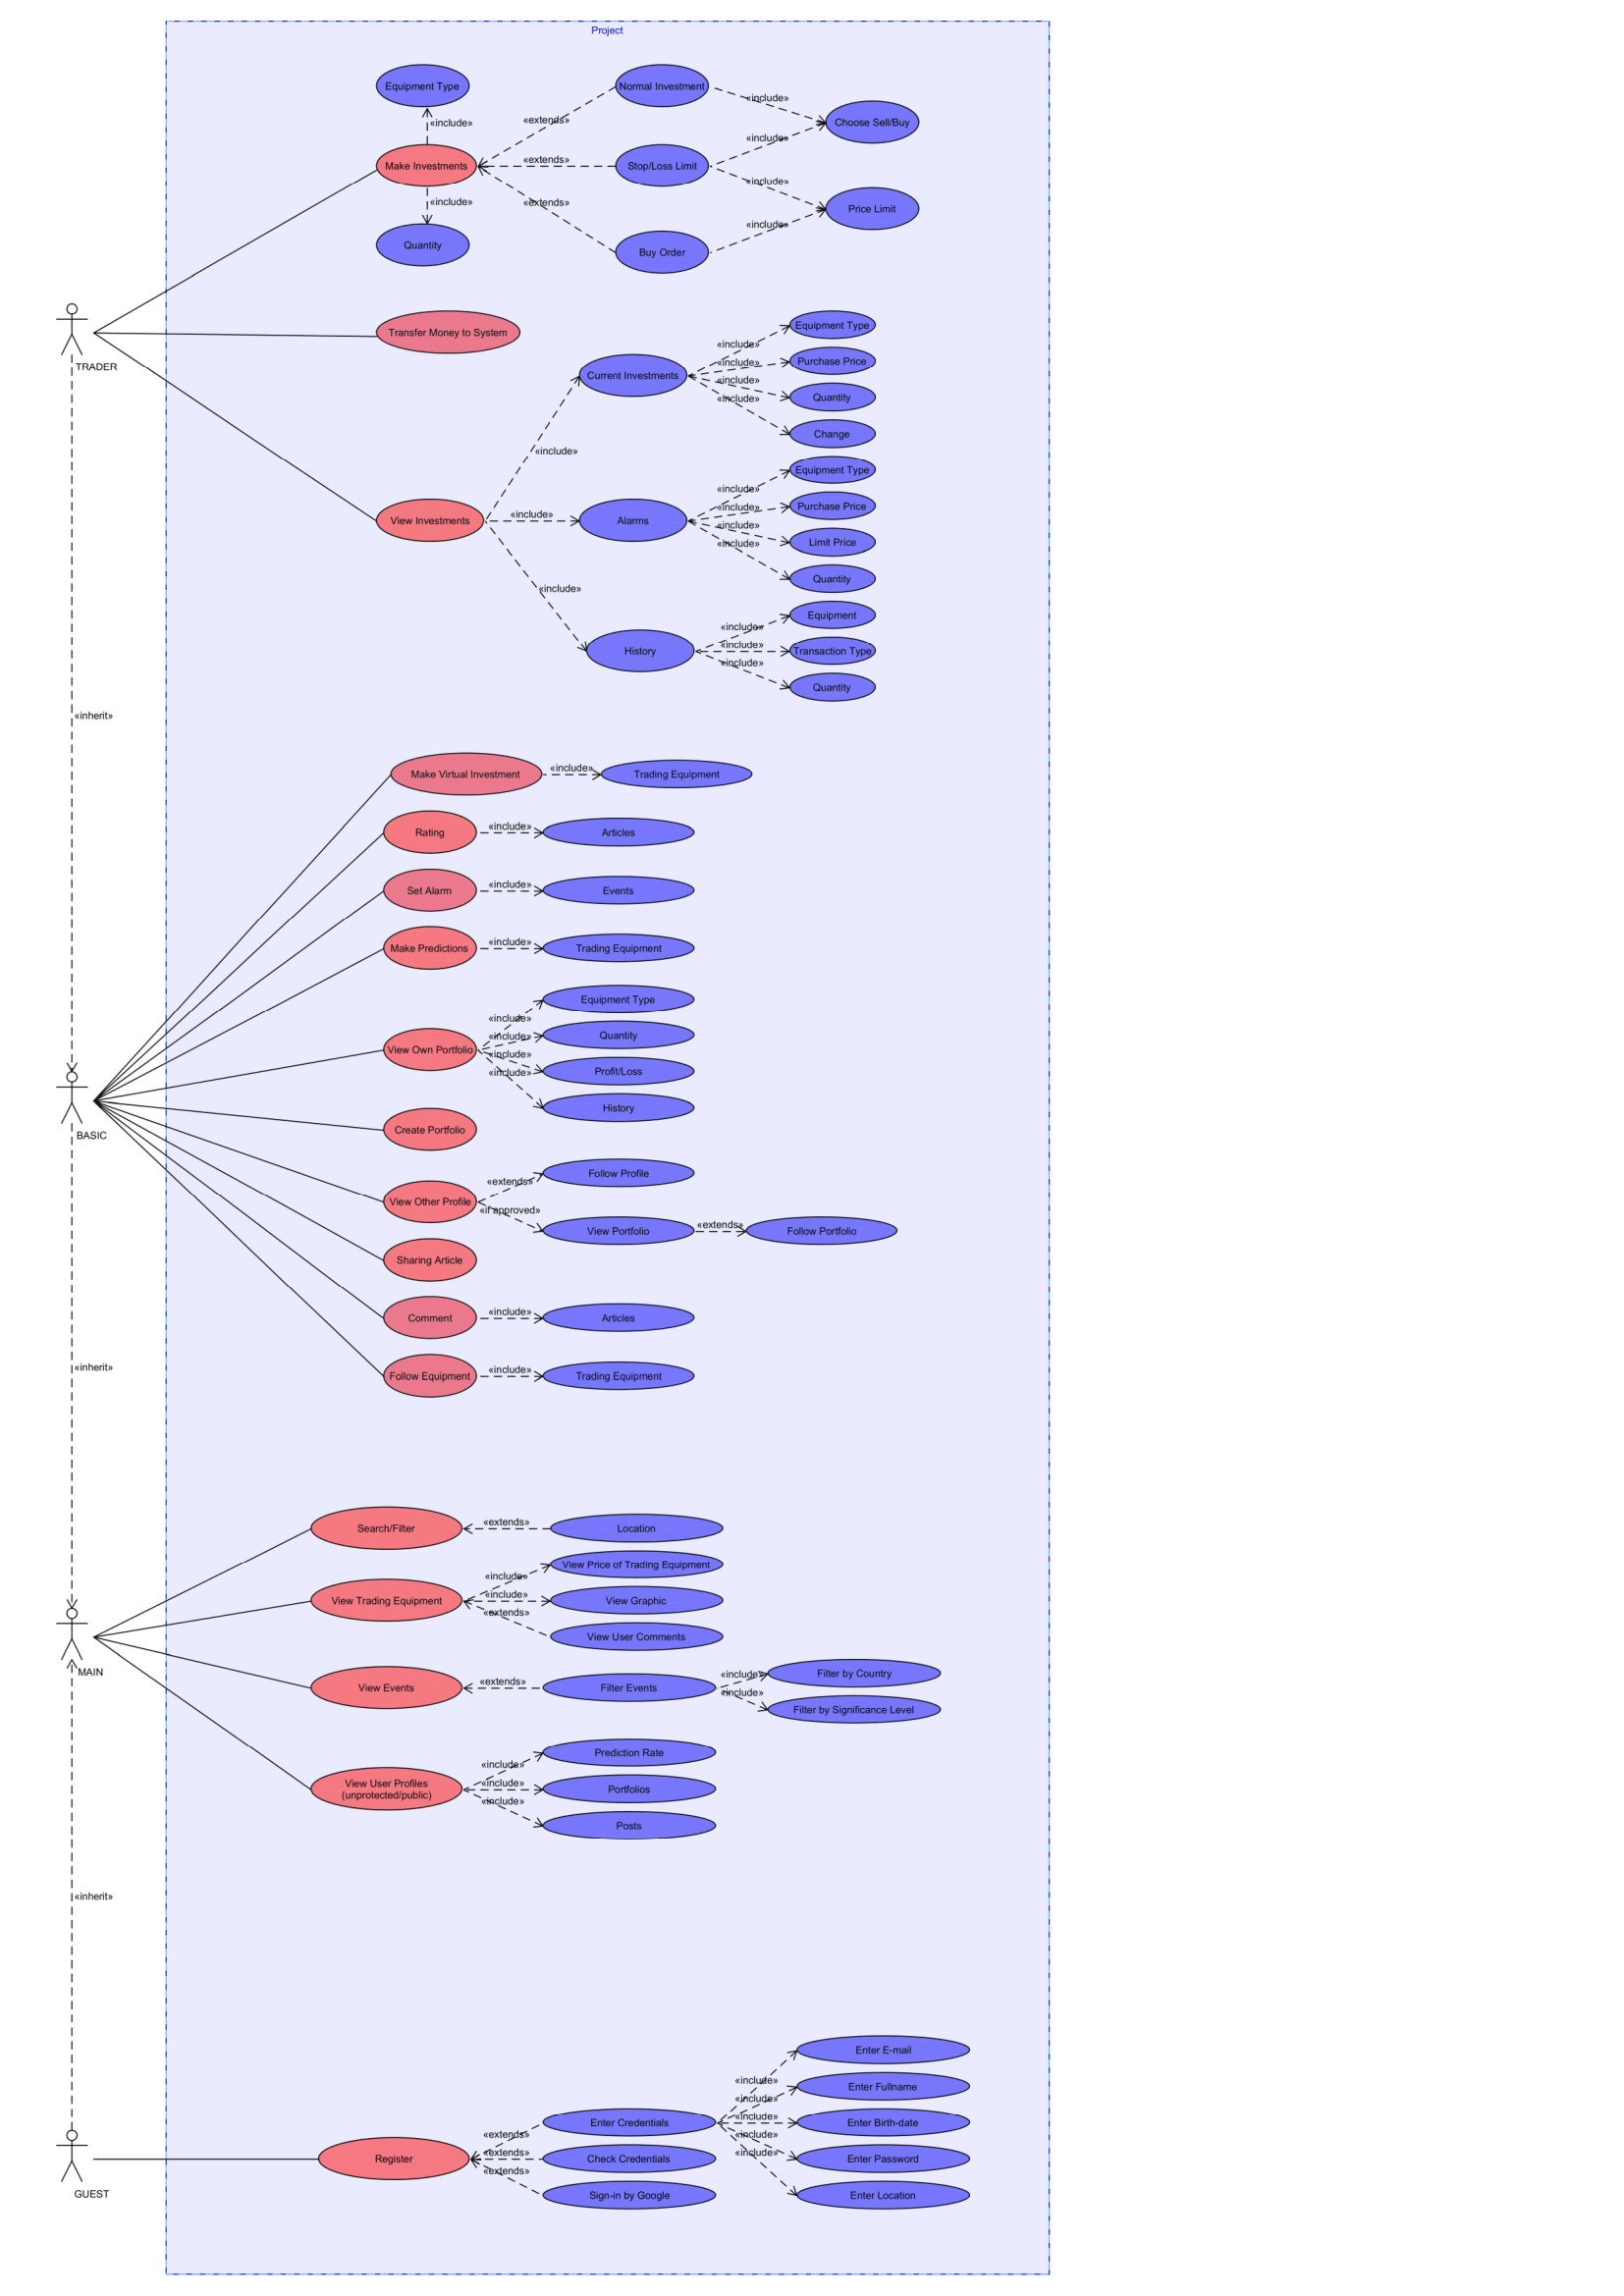 Project
Equipment Type
«include»
Make Investments
«include»
Quantity
«extends»
«extends»
«extends»
Normal Investment
Stop/Loss Limit
Buy Order
«include»
«include»
«include»
«include»
Choose Sell/Buy
Price Limit
TRADER
Transfer Money to System
View Investments
«include»
«include»
«include»
Current Investments
«include»
«include»
«include»
«include»
Equipment Type
Purchase Price
Quantity
Change
Alarms
«include»
«include»
«include»
«include»
Equipment Type
Purchase Price
Limit Price
Quantity
History
«include»
«include»
«include»
Equipment
Transaction Type
Quantity
«inherit»
Make Virtual Investment
«include»
Trading Equipment
Rating
«include»
Articles
Set Alarm
«include»
Events
Make Predictions
«include»
Trading Equipment
View Own Portfolio
«include»
«include»
«include»
«include»
Equipment Type
Quantity
Profit/Loss
History
BASIC
Create Portfolio
View Other Profile
«extends»
«if approved»
Follow Profile
View Portfolio
«extends»
Follow Portfolio
Sharing Article
Comment
«include»
Articles
«inherit»
Follow Equipment
«include»
Trading Equipment
Search/Filter
«extends»
Location
View Trading Equipment
«include»
«include»
«extends»
View Price of Trading Equipment
View Graphic
View User Comments
MAIN
View Events
«extends»
Filter Events
«include»
«include»
Filter by Country
Filter by Significance Level
View User Profiles
(unprotected/public)
«include»
«include»
«include»
Prediction Rate
Portfolios
Posts
«inherit»
GUEST
Register
«extends»
«extends»
«extends»
Enter Credentials
Check Credentials
Sign-in by Google
«include»
«include»
«include»
«include»
«include»
Enter E-mail
Enter Fullname
Enter Birth-date
Enter Password
Enter Location